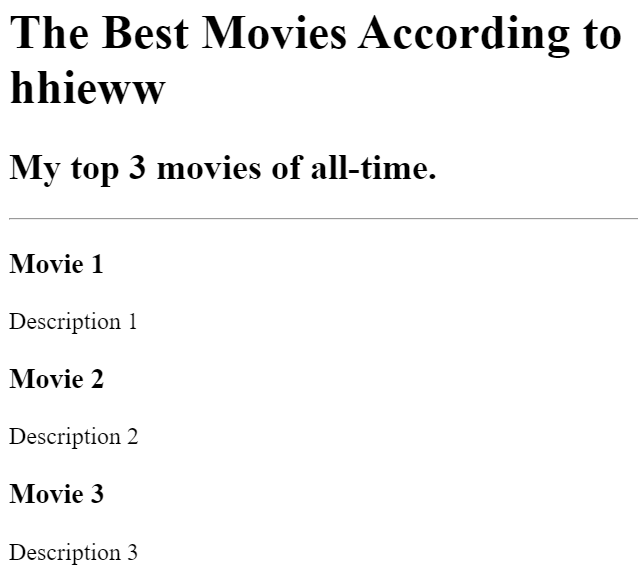 The Best Movies According to
hhieww
My top 3 movies of all-time.
Movie 1
Description 1
Movie 2
Description 2
Movie 3
Description 3